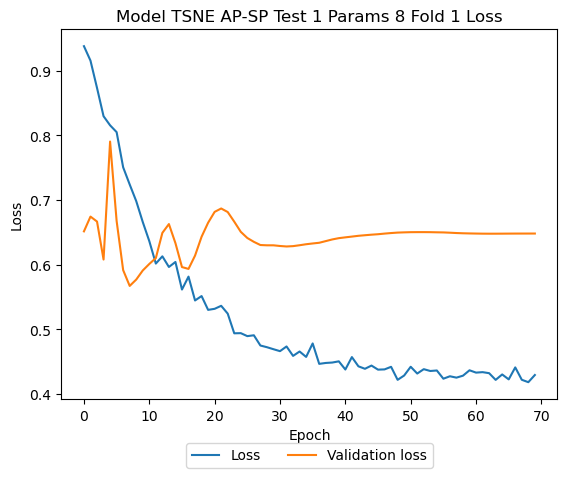 Model TSNE AP-SP Test 1 Params 8 Fold 1 Loss
0.9
0.8
0.7
0.6
0.5
0.4
Loss
0 10 20 30 40 50 60 70
Epoch
Loss Validation loss